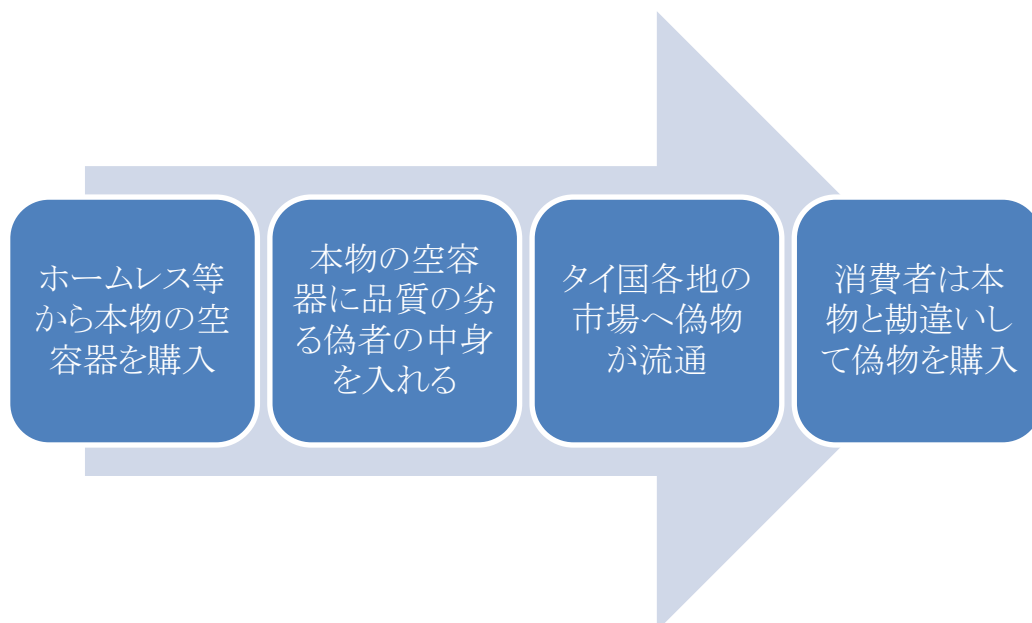 ホームレス等
から本物の空
容器を購入
本物の空容
器に品質の劣
る偽者の中身
を入れる
タイ国各地の
市場へ偽物
が流通
消費者は本
物と勘違いし
て偽物を購入